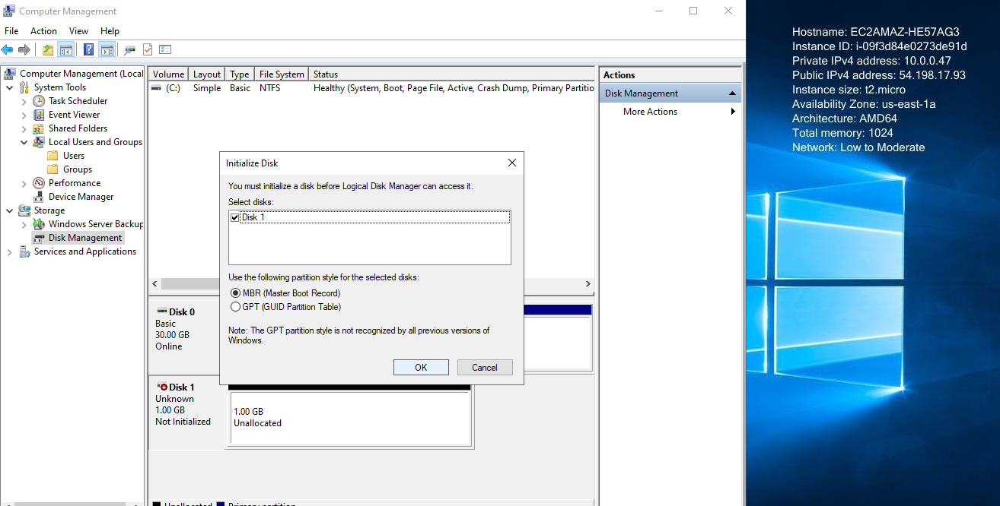 Computer Management
File Action View Help
Computer Management (Local
System Tools
Task Scheduler
Event Viewer
Shared Folders
Local Users and Groups
Users
Groups
Performance
Device Manager
Storage
Windows Server Backup
Disk Management
Services and Applications
Volume Layout Type File System Status
(C:) Simple Basic NTFS Healthy (System, Boot, Page File, Active, Crash Dump, Primary Partitio
Initialize Disk
You must initialize a disk before Logical Disk Manager can access it.
Select disks:
Disk 1
Use the following partition style for the selected disks:
MBR (Master Boot Record)
GPT (GUID Partition Table)
Note: The GPT partition style is not recognized by all previous versions of
Windows.
OK Cancel
Disk 0
Basic
30.00 GB
Online
Disk 1
Unknown
1.00 GB
Not Initialized
1.00 GB
Unallocated
Unallocated Primary partition
Actions
Disk Management
More Actions
Hostname: EC2AMAZ-HE57AG3
Instance ID: i-09f3d84e0273de91d
Private IPv4 address: 10.0.0.47
Public IPv4 address: 54.198.17.93
Instance size: t2.micro
Availability Zone: us-east-1a
Architecture: AMD64
Total memory: 1024
Network: Low to Moderate